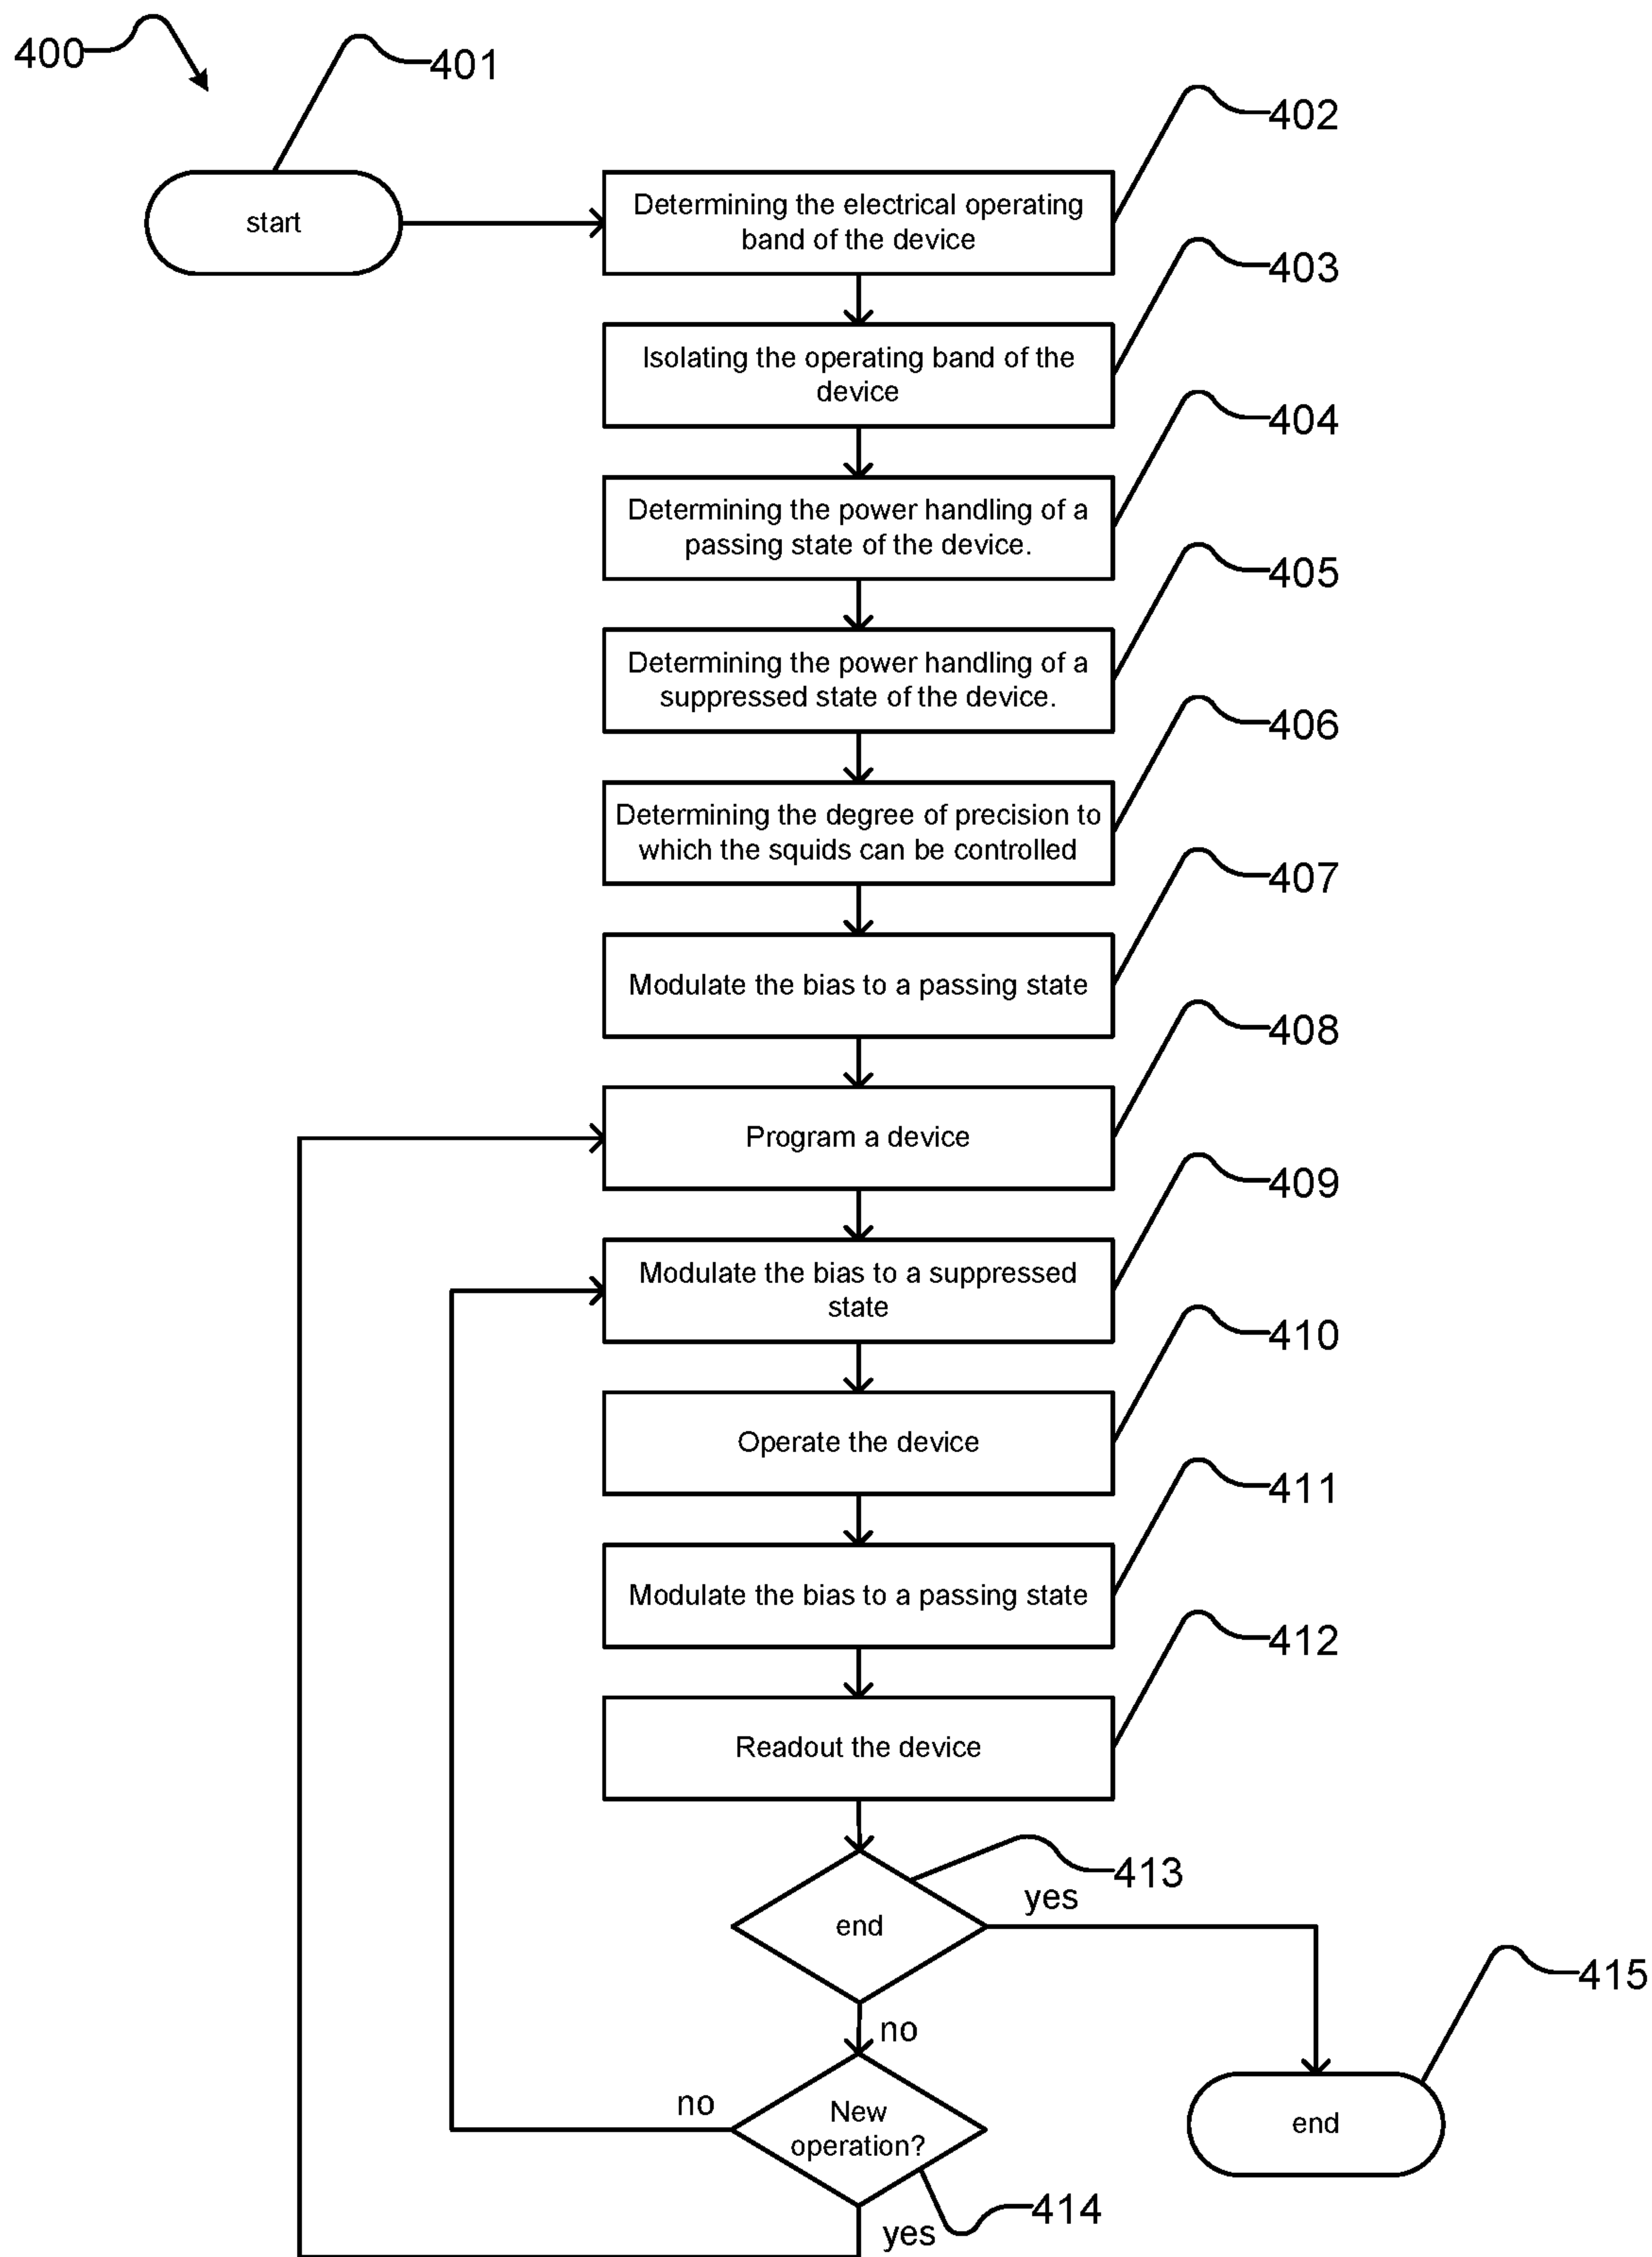 400
401
402
start
Determining the electrical operating
band of the device
403
Isolating the operating band of the
device
404
Determining the power handling of a
passing state of the device.
405
Determining the power handling of a
suppressed state of the device.
406
Determining the degree of precision to
which the squids can be controlled
407
Modulate the bias to a passing state
408
Program a device
409
Modulate the bias to a suppressed
state
410
Operate the device
411
Modulate the bias to a passing state
412
Readout the device
413
yes
end
415
no
no
New
operation?
end
414
yes